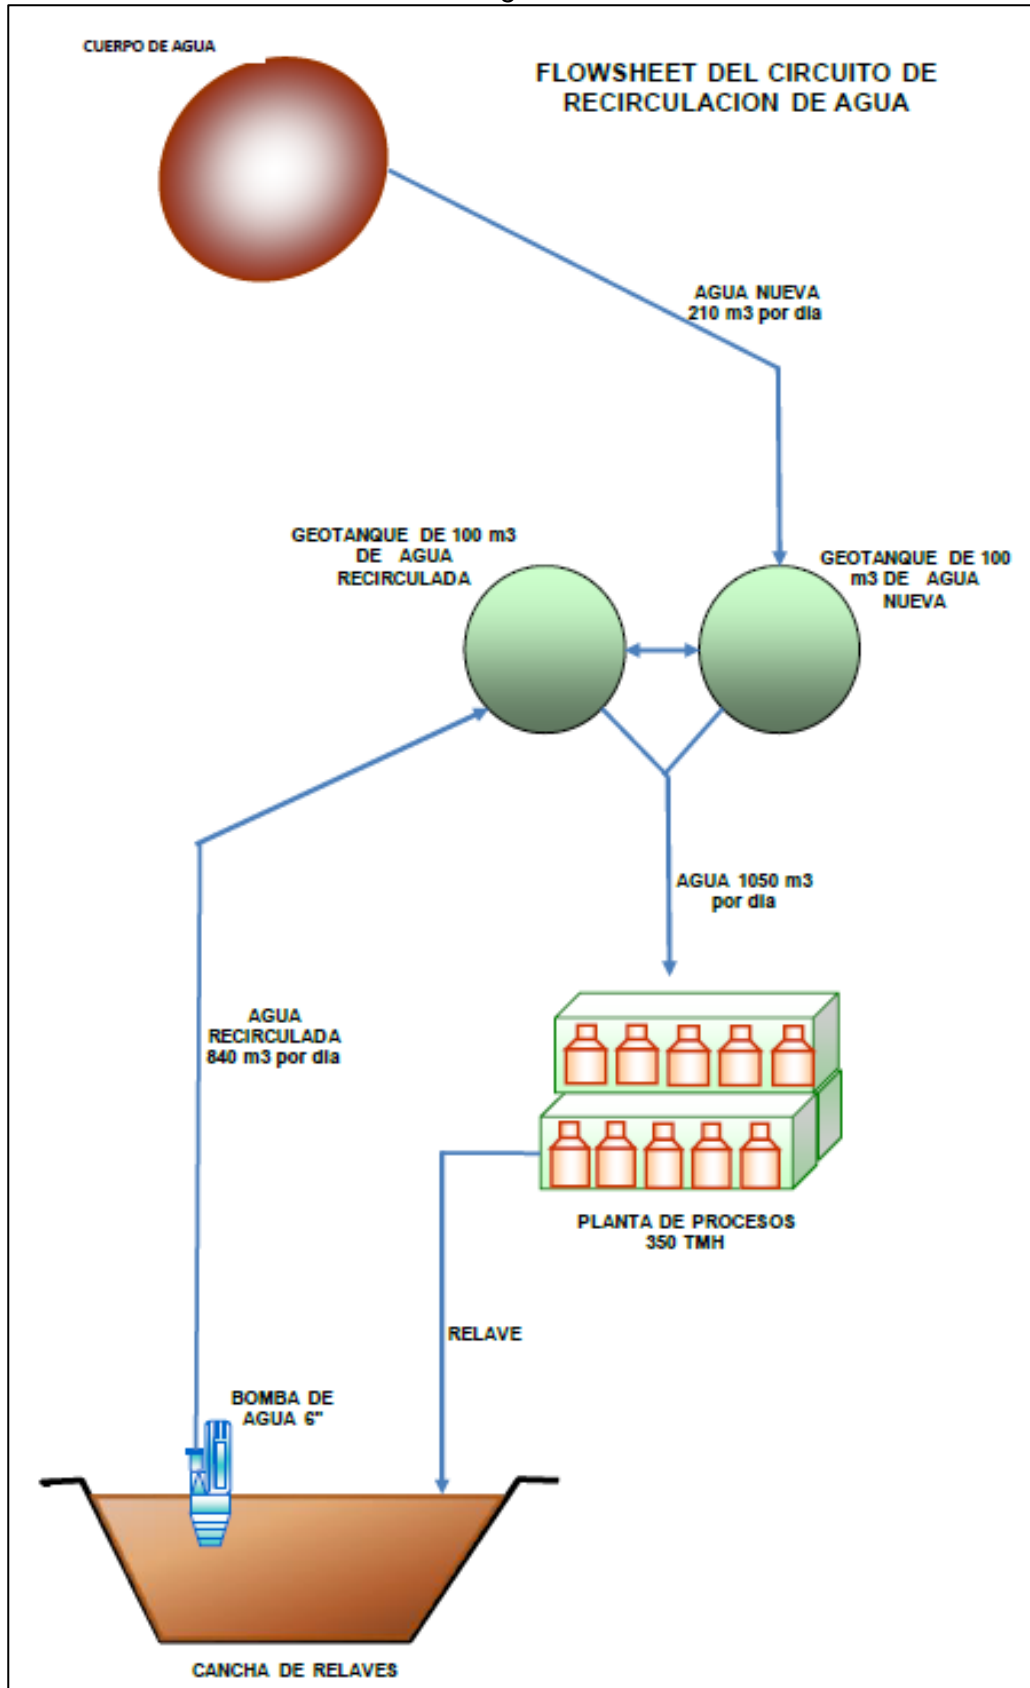 CUERPO DE AGUA
FLOWSHEET DEL CIRCUITO DE
RECIRCULACION DE AGUA
AGUA NUEVA
210 m3 por dia
GEOTANQUE DE 100 m3
DE AGUA
RECIRCULADA
GEOTANQUE DE 100
m3 DE AGUA
NUEVA
AGUA 1050 m3
por dia
AGUA
RECIRCULADA
840 m3 por dia
PLANTA DE PROCESOS
350 TMH
RELAVE
BOMBA DE
AGUA 6"
CANCHA DE RELAVES